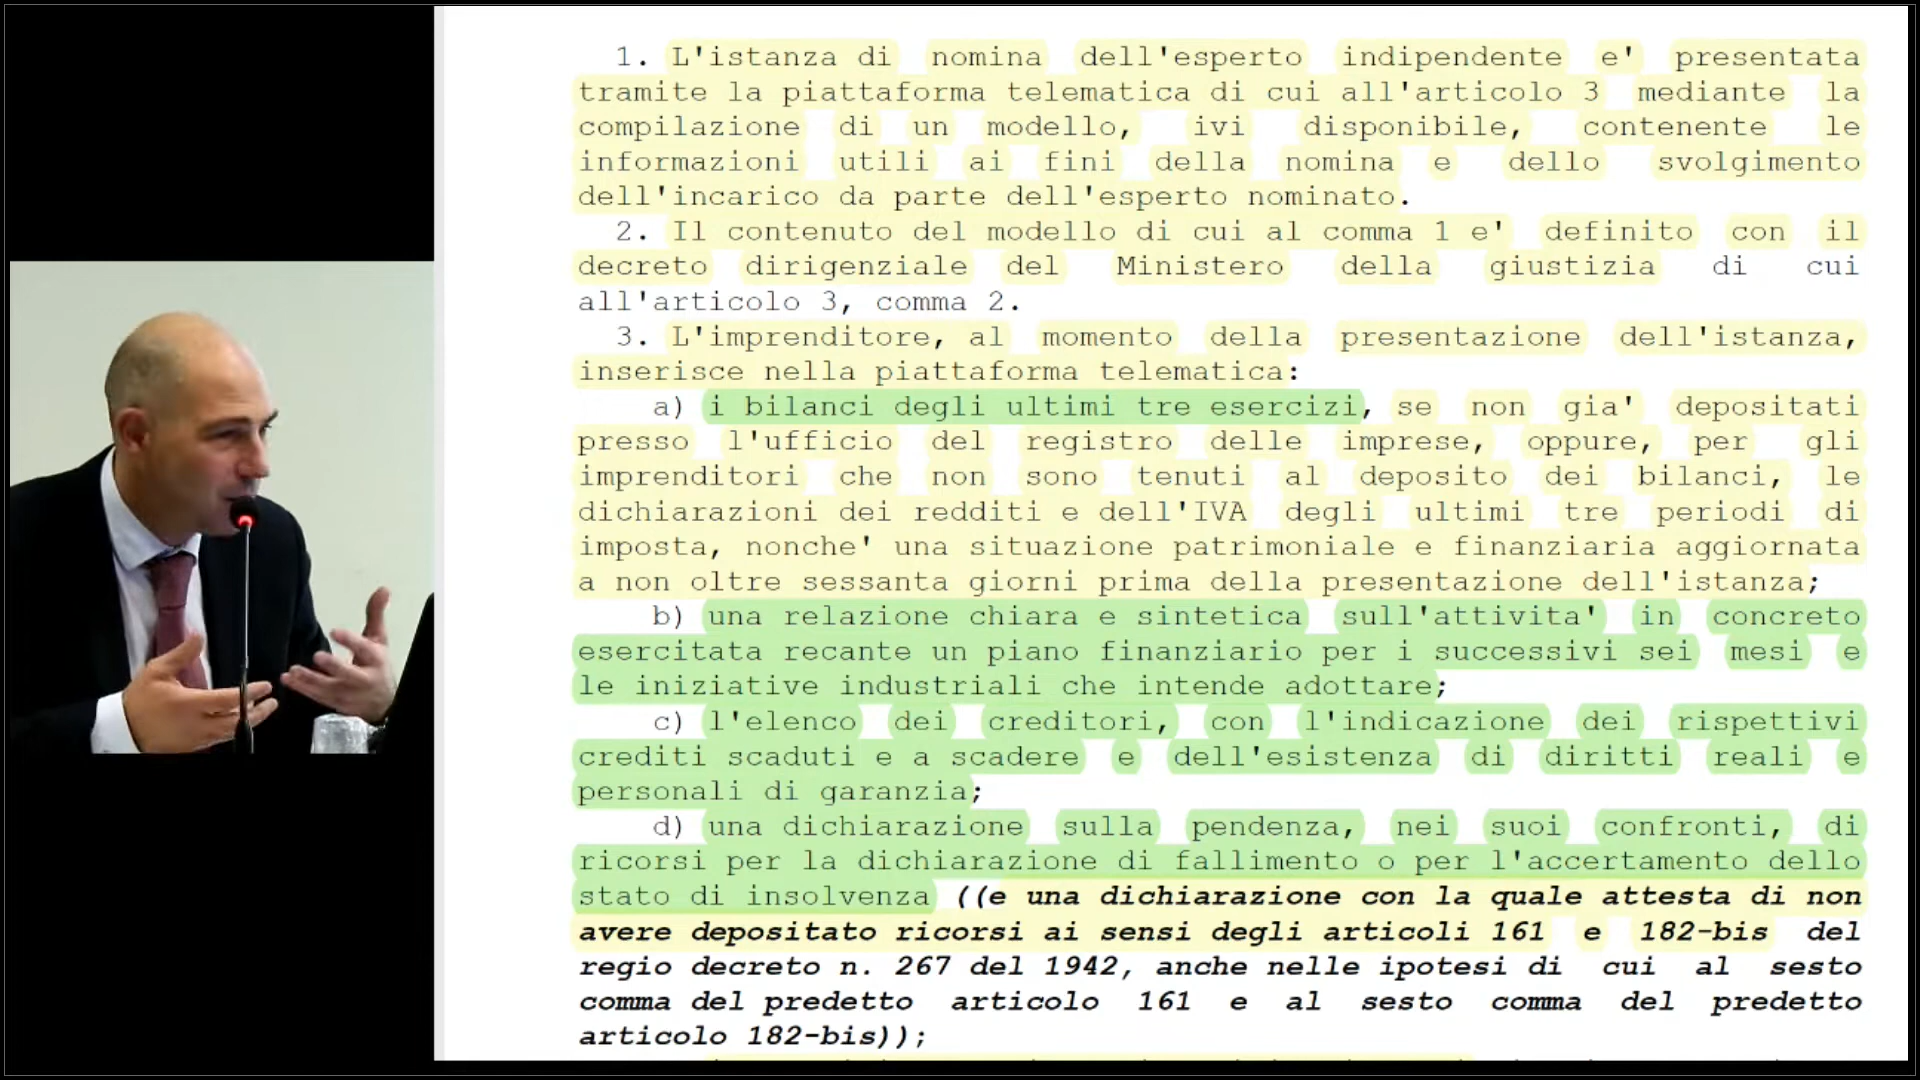 1. L'istanza di nomina dell'esperto indipendente e' presentata
tramite la piattaforma telematica di cui all'articolo 3 mediante la
compilazione di un modello, ivi disponibile, contenente le
informazioni utili ai fini della nomina e dello svolgimento
dell'incarico da parte dell'esperto nominato.
2. Il contenuto del modello di cui al comma 1 e' definito con il
decreto dirigenziale del Ministero della giustizia di cui
all'articolo 3, comma 2.
3. L'imprenditore, al momento della presentazione dell'istanza,
inserisce nella piattaforma telematica:
a) i bilanci degli ultimi tre esercizi, se non gia' depositati
presso l'ufficio del registro delle imprese, oppure, per gli
imprenditori che non sono tenuti al deposito dei bilanci, le
dichiarazioni dei redditi e dell'IVA degli ultimi tre periodi di
imposta, nonche' una situazione patrimoniale e finanziaria aggiornata
a non oltre sessanta giorni prima della presentazione dell'istanza;
b) una relazione chiara e sintetica sull'attivita' in concreto
esercitata recante un piano finanziario per i successivi sei mesi e
le iniziative industriali che intende adottare;
c) l'elenco dei creditori, con l'indicazione dei rispettivi
crediti scaduti e a scadere e dell'esistenza di diritti reali e
personali di garanzia;
d) una dichiarazione sulla pendenza, nei suoi confronti, di
ricorsi per la dichiarazione di fallimento o per l'accertamento dello
stato di insolvenza ((e una dichiarazione con la quale attesta di non
avere depositato ricorsi ai sensi degli articoli 161 e 182-bis del
regio decreto n. 267 del 1942, anche nelle ipotesi di cui al sesto
comma del predetto articolo 161 e al sesto comma del predetto
articolo 182-bis));